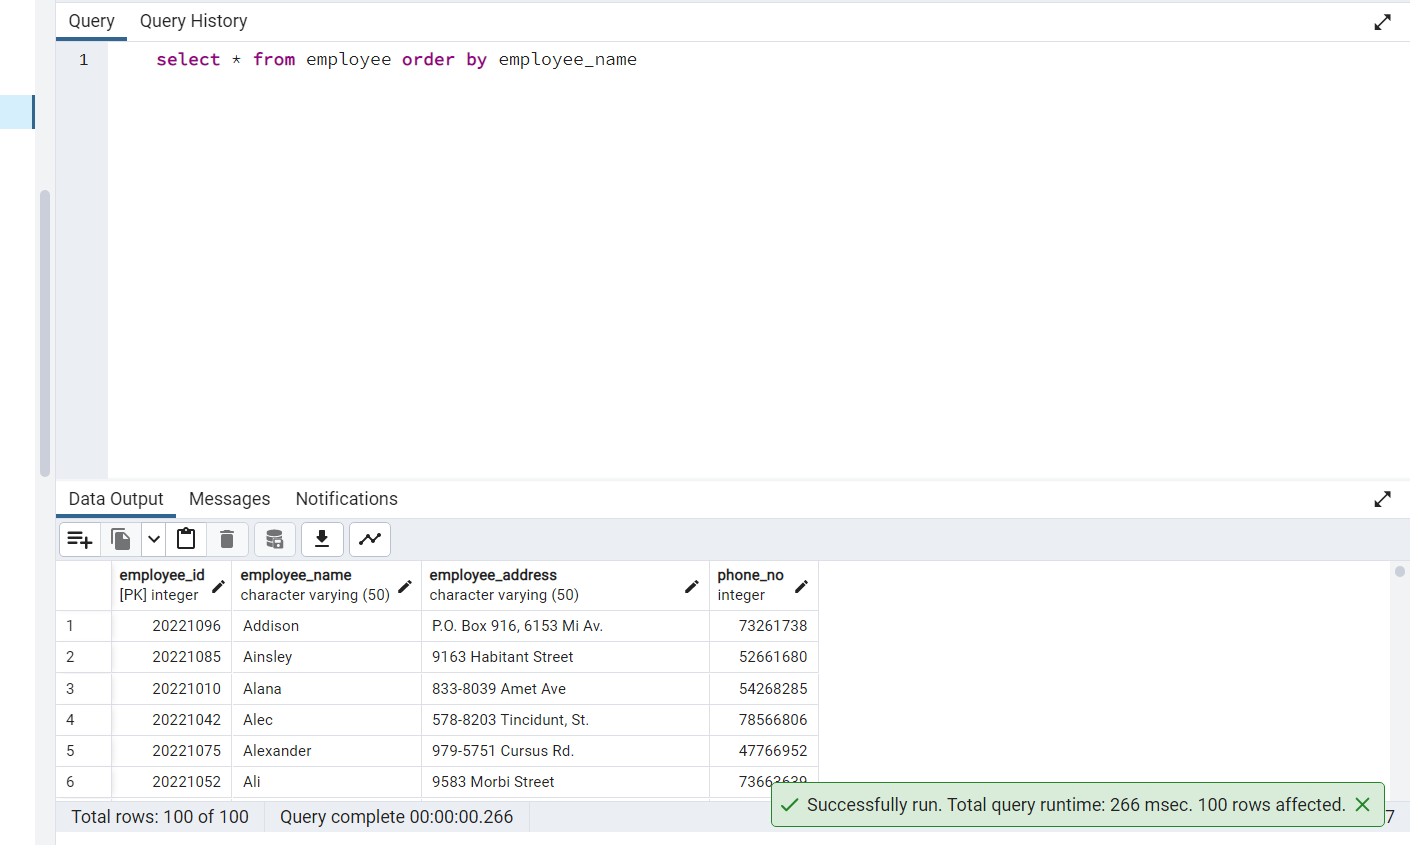 Query Query History
1 select * from employee order by employee_name
Data Output Messages Notifications
employee_id employee_name employee_address phone_no
[PK] integer character varying (50) character varying (50) integer
1 20221096 Addison P.O. Box 916, 6153 Mi Av. 73261738
2 20221085 Ainsley 9163 Habitant Street 52661680
3 20221010 Alana 833-8039 Amet Ave 54268285
4 20221042 Alec 578-8203 Tincidunt, St. 78566806
5 20221075 Alexander 979-5751 Cursus Rd. 47766952
6 20221052 Ali 9583 Morbi Street
Successfully run. Total query runtime: 266 msec. 100 rows affected.
Total rows: 100 of 100 Query complete 00:00:00.266 7